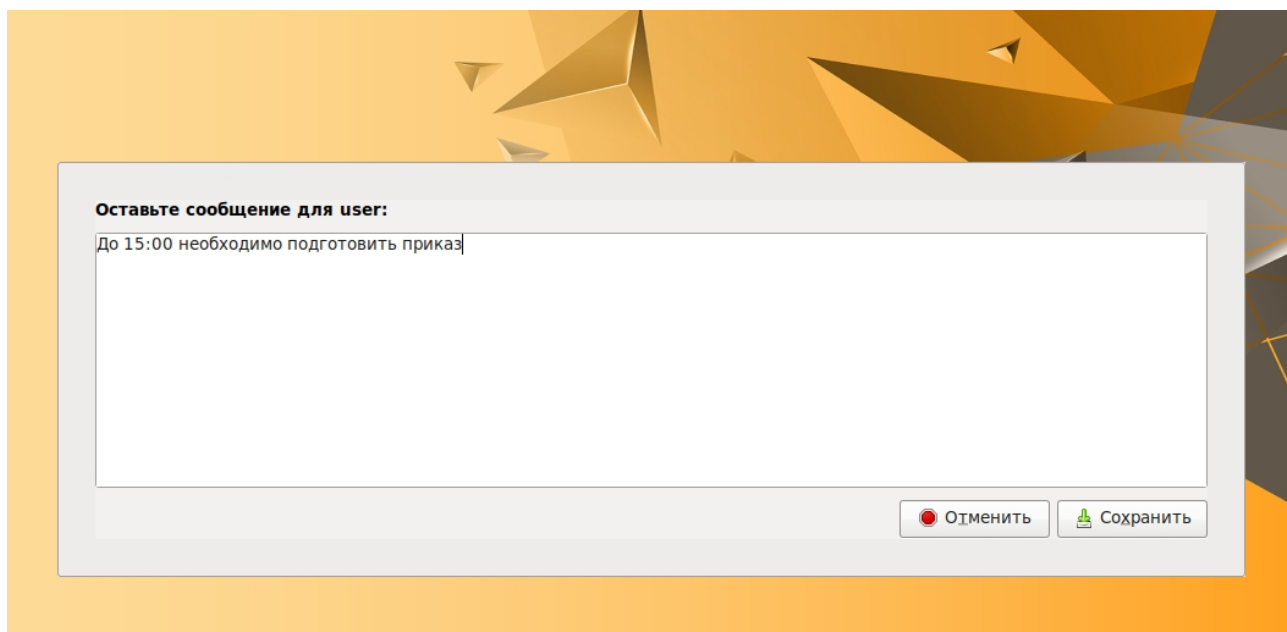 Оставьте сообщение для user:
До 15:00 необходимо подготовить приказ
Отменить
Сохранить